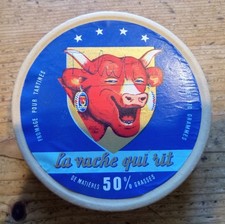 FROMAGE POUR TARTINES
la vache qui rit
DE MATIÈRES 50% GRASSES